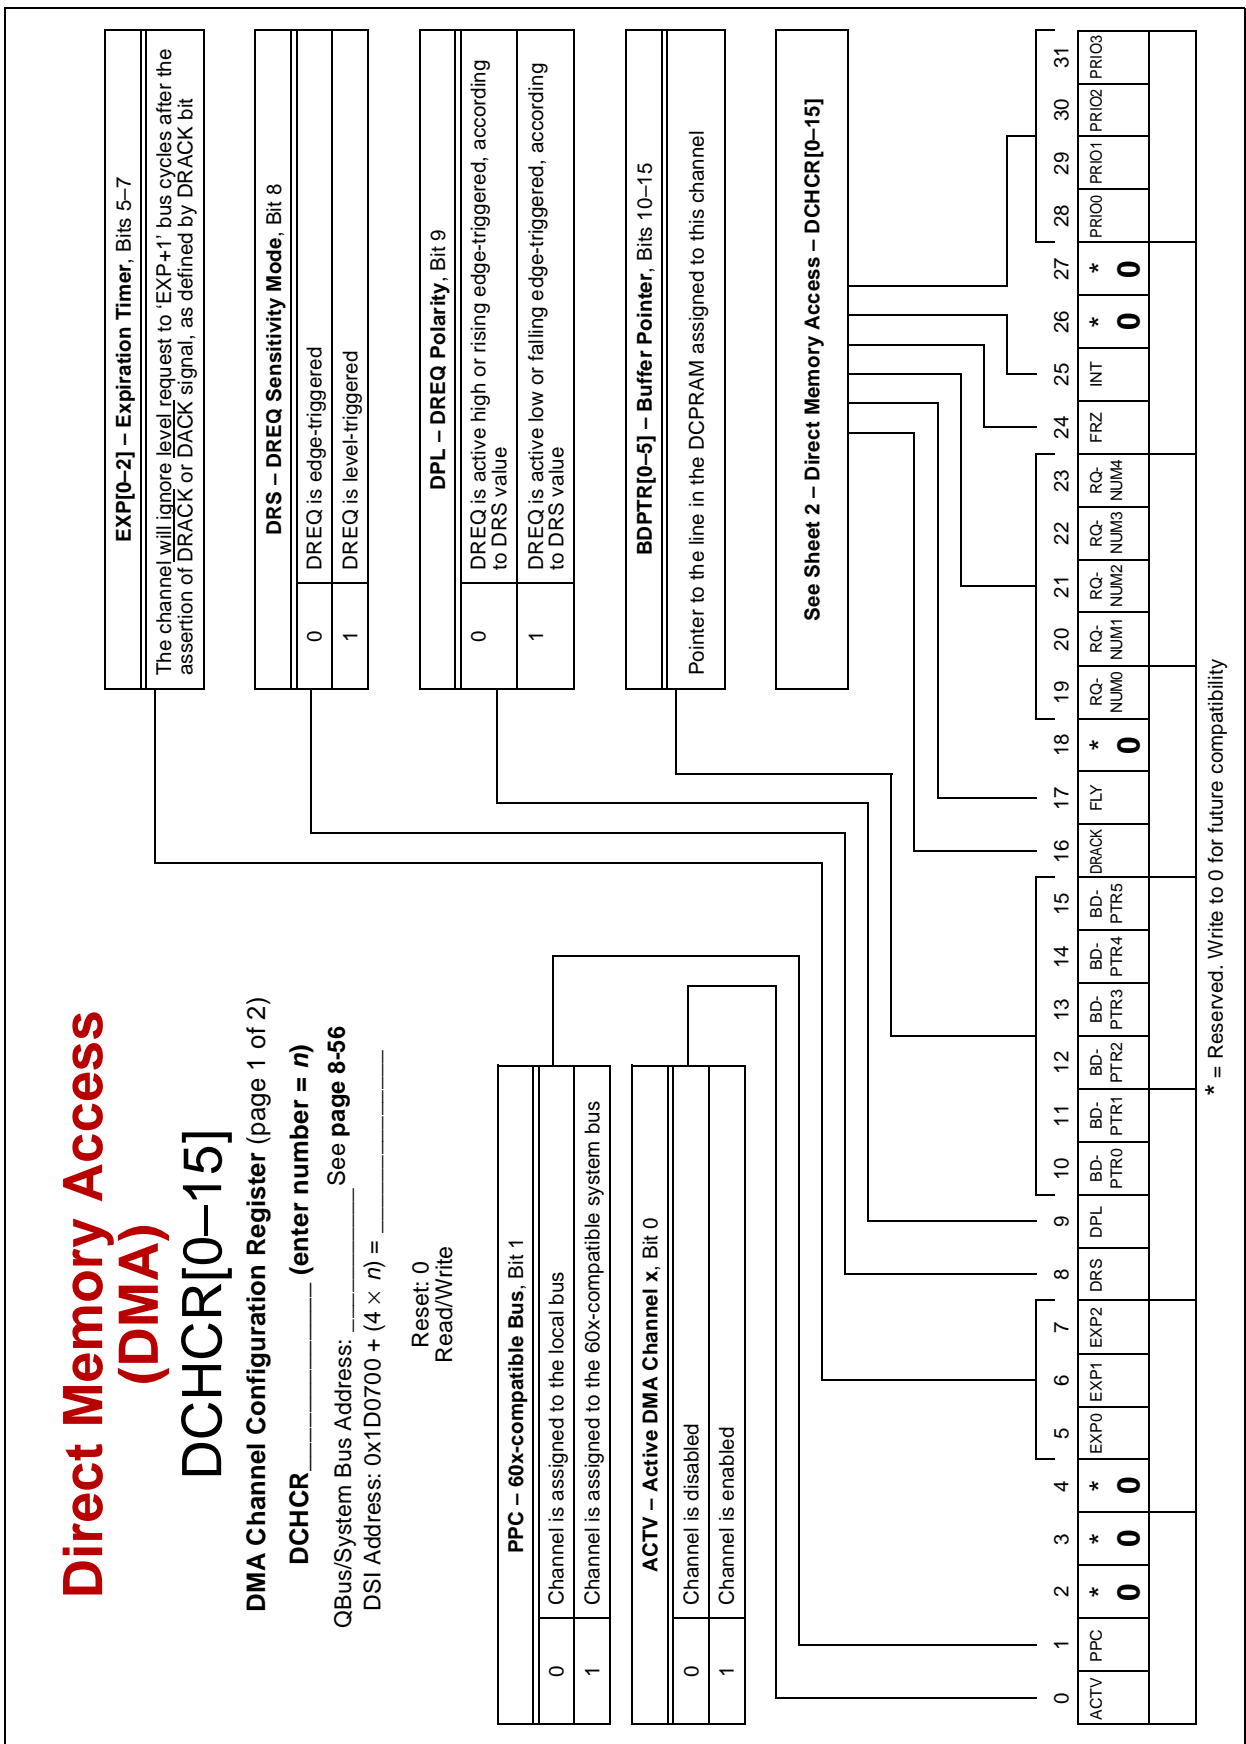 Direct Memory Access
(DMA)
DCHCR[0–15]
DMA Channel Configuration Register (page 1 of 2)
DCHCR____________ (enter number = n)
QBus/System Bus Address: ____________ See page 8-56
DSI Address: 0x1D0700 + (4 × n) = ________________
Reset: 0
Read/Write
EXP[0–2] – Expiration Timer, Bits 5–7
The channel will ignore level request to ‘EXP+1’ bus cycles after the
assertion of DRACK or DACK signal, as defined by DRACK bit
DRS – DREQ Sensitivity Mode, Bit 8
0 DREQ is edge-triggered
1 DREQ is level-triggered
DPL – DREQ Polarity, Bit 9
0 DREQ is active high or rising edge-triggered, according
to DRS value
1 DREQ is active low or falling edge-triggered, according
to DRS value
PPC – 60x-compatible Bus, Bit 1
0 Channel is assigned to the local bus
1 Channel is assigned to the 60x-compatible system bus
BDPTR[0–5] – Buffer Pointer, Bits 10–15
Pointer to the line in the DCPRAM assigned to this channel
ACTV – Active DMA Channel x, Bit 0
0 Channel is disabled
1 Channel is enabled
See Sheet 2 – Direct Memory Access – DCHCR[0–15]
0 1 2 3 4 5 6 7 8 9 10 11 12 13 14 15 16 17 18 19 20 21 22 23 24 25 26 27 28 29 30 31
ACTV PPC * * * EXP0 EXP1 EXP2 DRS DPL BD- BD- BD- BD- BD- BD- DRACK FLY * RQ- RQ- RQ- RQ- RQ- FRZ INT * * PRIO0 PRIO1 PRIO2 PRIO3
PTR0 PTR1 PTR2 PTR3 PTR4 PTR5 NUM0 NUM1 NUM2 NUM3 NUM4
0 0 0 0 0 0
* = Reserved. Write to 0 for future compatibility